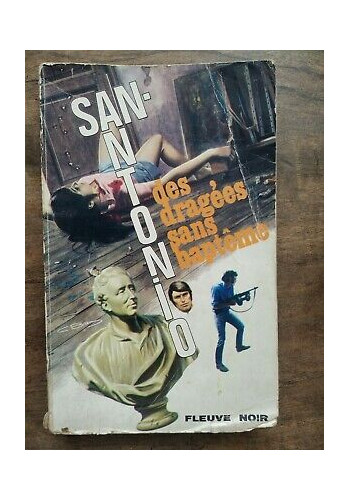 SAN-
ANTONIO
des
dragées
sans
baptême
FLEUVE NOIR